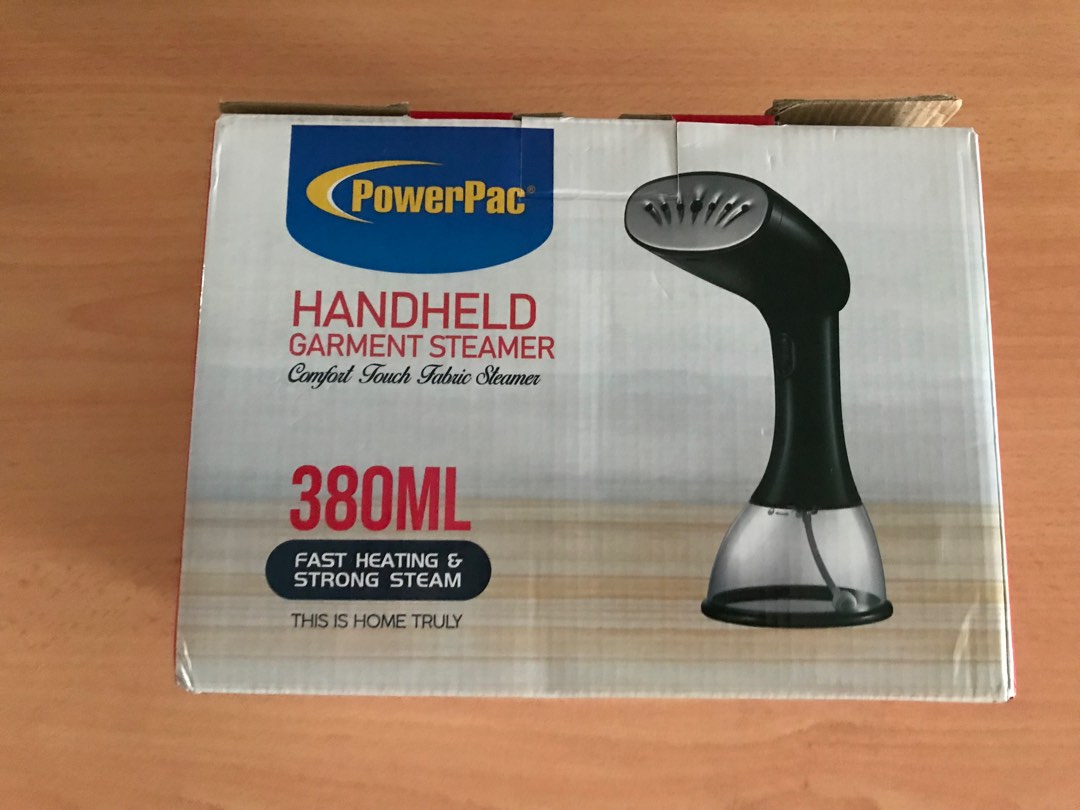 PowerPac®
HANDHELD
GARMENT STEAMER
Comfort Touch Fabric Steamer
380ML
FAST HEATING &
STRONG STEAM
THIS IS HOME TRULY